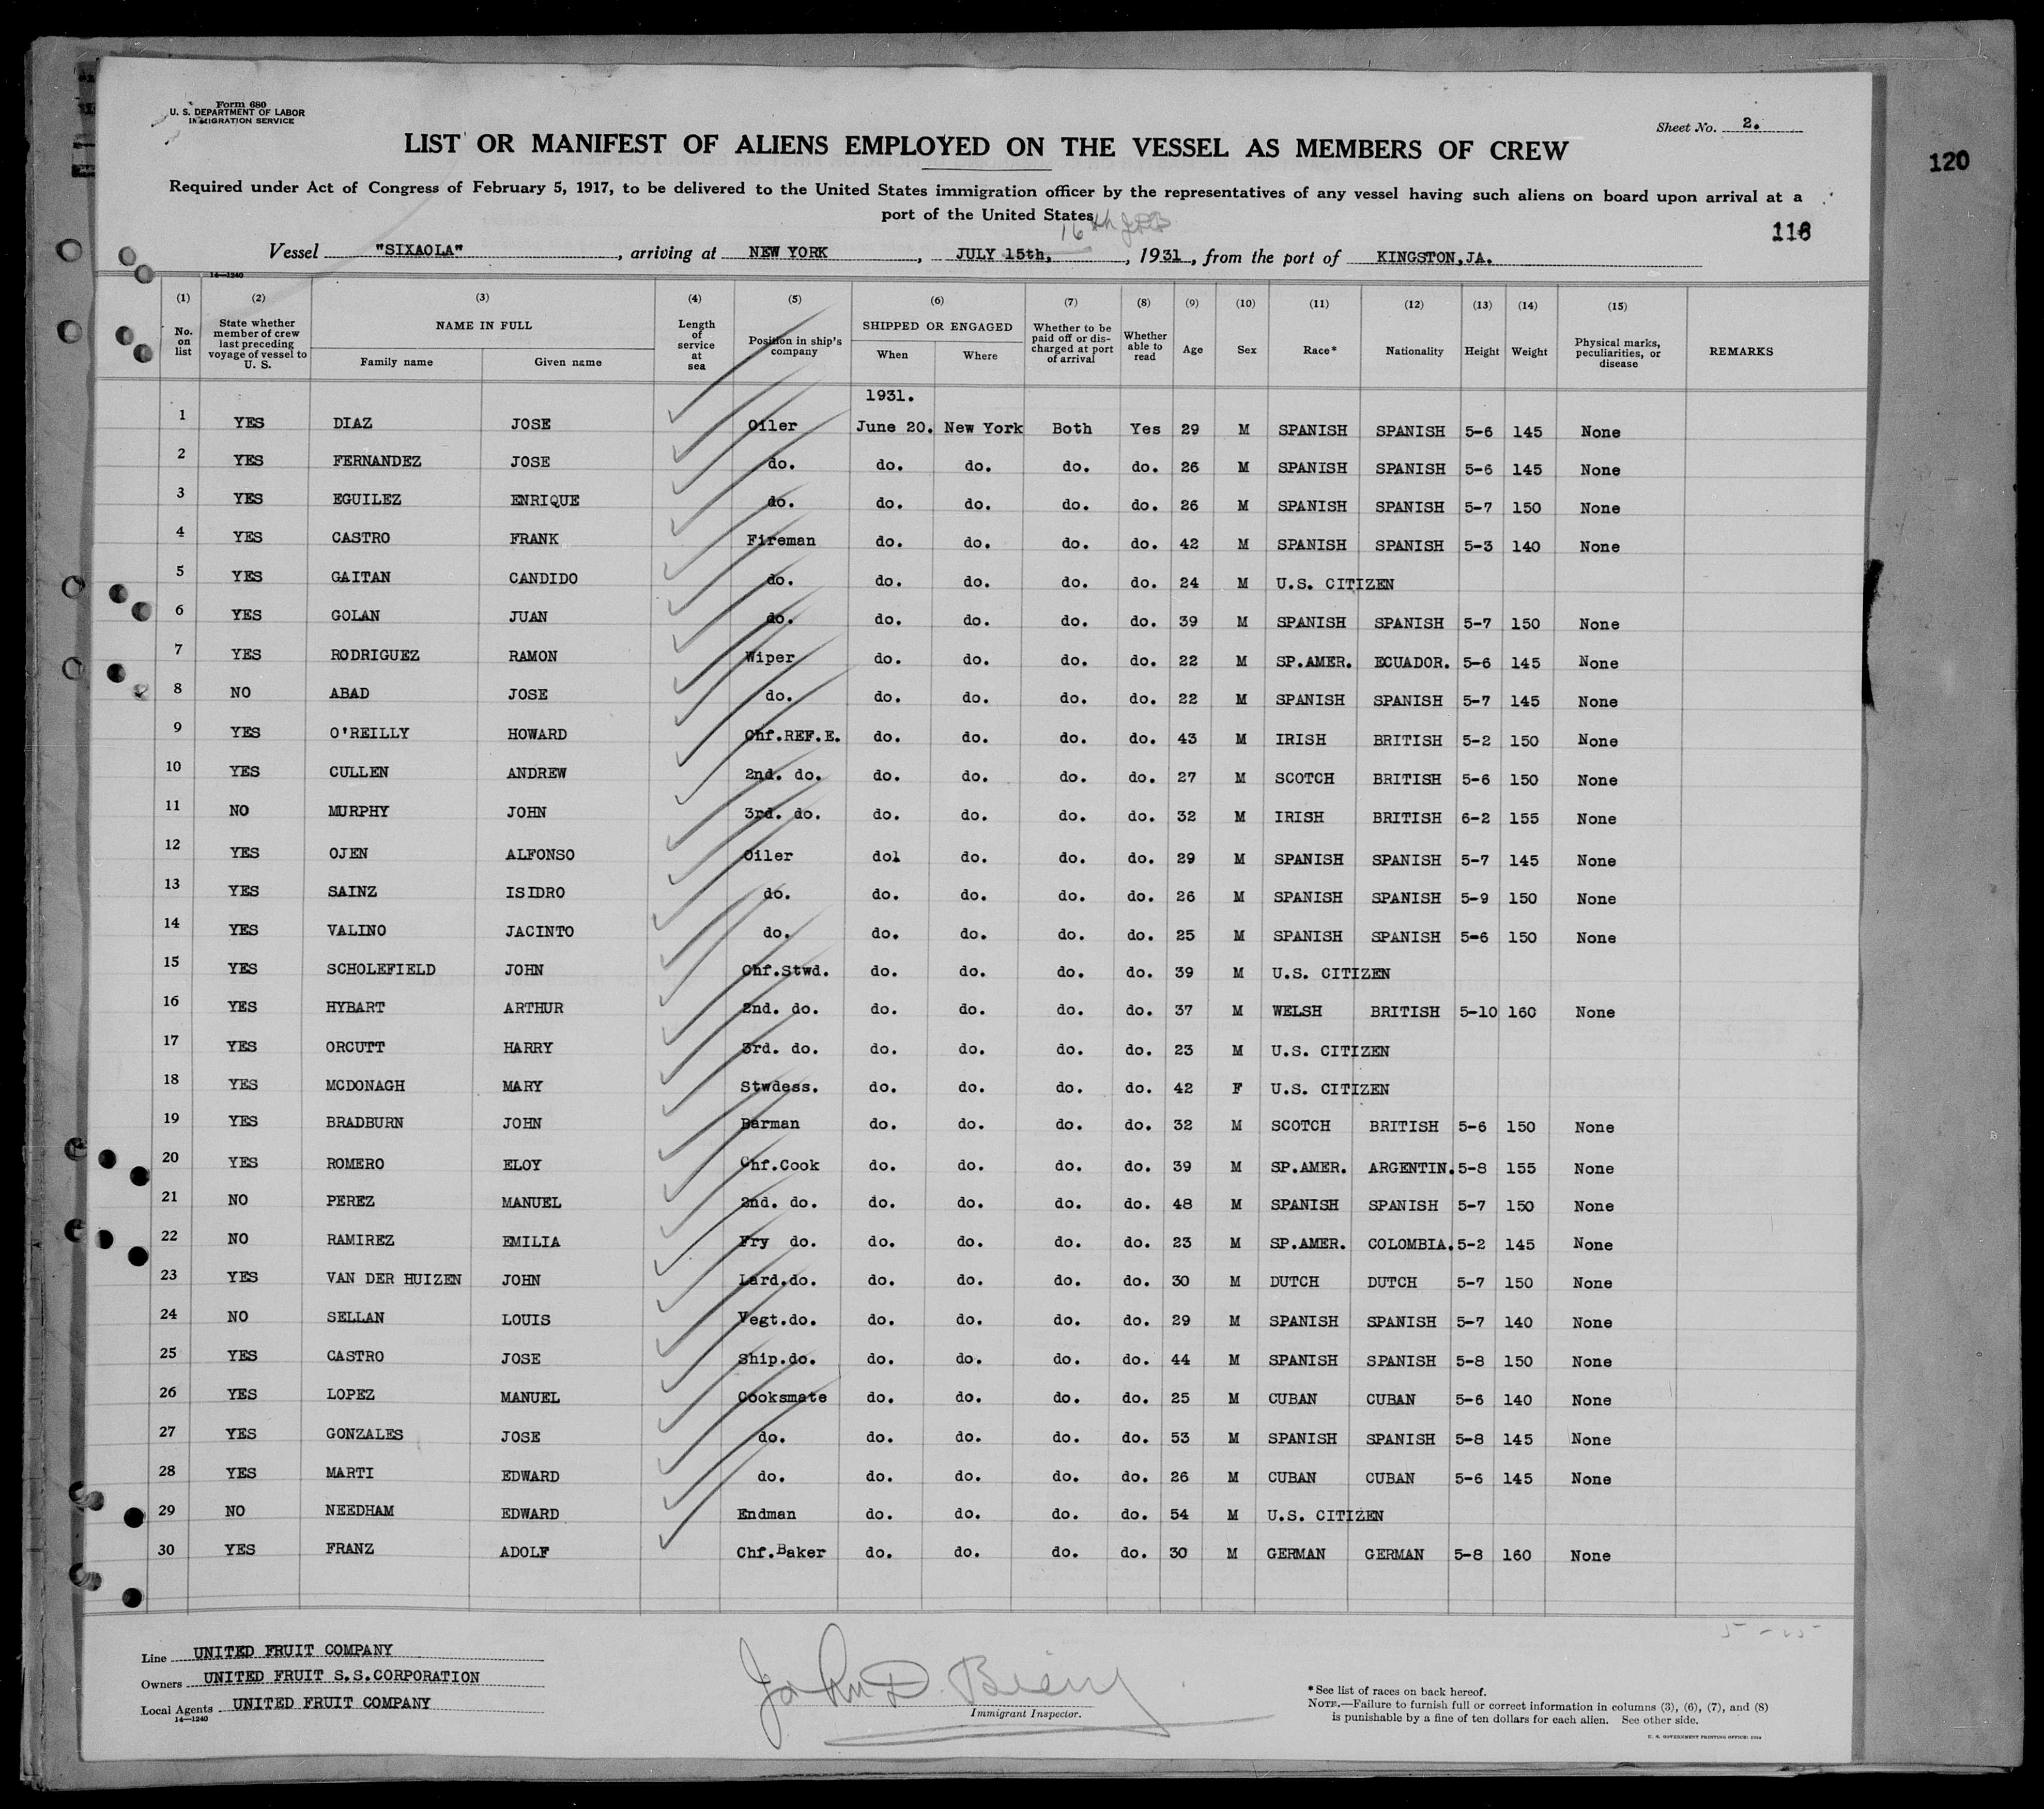 Form 680
U. S. DEPARTMENT OF LABOR
IMMIGRATION SERVICE
Sheet No. 2.
LIST OR MANIFEST OF ALIENS EMPLOYED ON THE VESSEL AS MEMBERS OF CREW
120
Required under Act of Congress of February 5, 1917, to be delivered to the United States immigration officer by the representatives of any vessel having such aliens on board upon arrival at a
port of the United States
16th
118
Vessel "SIXAOLA", arriving at NEW YORK, JULY 15th, 1931, from the port of KINGSTON, JA.
14—1240
(1) (2) (3) (4) (5) (6) (7) (8) (9) (10) (11) (12) (13) (14) (15)
No. on list | State whether member of crew last preceding voyage of vessel to U. S. | NAME IN FULL Family name Given name | Length of service at sea | Position in ship's company | SHIPPED OR ENGAGED When Where | Whether to be paid off or discharged at port of arrival | Whether able to read | Age | Sex | Race* | Nationality | Height | Weight | Physical marks, peculiarities, or disease | REMARKS
1931.
1 YES DIAZ JOSE Oiler June 20. New York Both Yes 29 M SPANISH SPANISH 5-6 145 None
2 YES FERNANDEZ JOSE do. do. do. do. do. 26 M SPANISH SPANISH 5-6 145 None
3 YES EGUILEZ ENRIQUE do. do. do. do. do. 26 M SPANISH SPANISH 5-7 150 None
4 YES CASTRO FRANK Fireman do. do. do. do. 42 M SPANISH SPANISH 5-3 140 None
5 YES GAITAN CANDIDO do. do. do. do. do. 24 M U.S. CITIZEN
6 YES GOLAN JUAN do. do. do. do. do. 39 M SPANISH SPANISH 5-7 150 None
7 YES RODRIGUEZ RAMON Wiper do. do. do. do. 22 M SP.AMER. ECUADOR. 5-6 145 None
8 NO ABAD JOSE do. do. do. do. do. 22 M SPANISH SPANISH 5-7 145 None
9 YES O'REILLY HOWARD Chf.REF.E. do. do. do. do. 43 M IRISH BRITISH 5-2 150 None
10 YES CULLEN ANDREW 2nd. do. do. do. do. do. 27 M SCOTCH BRITISH 5-6 150 None
11 NO MURPHY JOHN 3rd. do. do. do. do. do. 32 M IRISH BRITISH 6-2 155 None
12 YES OJEN ALFONSO Oiler dol do. do. do. 29 M SPANISH SPANISH 5-7 145 None
13 YES SAINZ ISIDRO do. do. do. do. do. 26 M SPANISH SPANISH 5-9 150 None
14 YES VALINO JACINTO do. do. do. do. do. 25 M SPANISH SPANISH 5-6 150 None
15 YES SCHOLEFIELD JOHN Chf.Stwd. do. do. do. do. 39 M U.S. CITIZEN
16 YES HYBART ARTHUR 2nd. do. do. do. do. do. 37 M WELSH BRITISH 5-10 160 None
17 YES ORCUTT HARRY 3rd. do. do. do. do. do. 23 M U.S. CITIZEN
18 YES MCDONAGH MARY Stwdess. do. do. do. do. 42 F U.S. CITIZEN
19 YES BRADBURN JOHN Barman do. do. do. do. 32 M SCOTCH BRITISH 5-6 150 None
20 YES ROMERO ELOY Chf.Cook do. do. do. do. 39 M SP.AMER. ARGENTIN. 5-8 155 None
21 NO PEREZ MANUEL 2nd. do. do. do. do. do. 48 M SPANISH SPANISH 5-7 150 None
22 NO RAMIREZ EMILIA Fry do. do. do. do. do. 23 M SP.AMER. COLOMBIA. 5-2 145 None
23 YES VAN DER HUIZEN JOHN Lard.do. do. do. do. do. 30 M DUTCH DUTCH 5-7 150 None
24 NO SELLAN LOUIS Vegt.do. do. do. do. do. 29 M SPANISH SPANISH 5-7 140 None
25 YES CASTRO JOSE Ship.do. do. do. do. do. 44 M SPANISH SPANISH 5-8 150 None
26 YES LOPEZ MANUEL Cooksmate do. do. do. do. 25 M CUBAN CUBAN 5-6 140 None
27 YES GONZALES JOSE do. do. do. do. do. 53 M SPANISH SPANISH 5-8 145 None
28 YES MARTI EDWARD do. do. do. do. do. 26 M CUBAN CUBAN 5-6 145 None
29 NO NEEDHAM EDWARD Endman do. do. do. do. 54 M U.S. CITIZEN
30 YES FRANZ ADOLF Chf.Baker do. do. do. do. 30 M GERMAN GERMAN 5-8 160 None
Line UNITED FRUIT COMPANY
Owners UNITED FRUIT S.S.CORPORATION
Local Agents UNITED FRUIT COMPANY
14—1240
John D.
Immigrant Inspector.
*See list of races on back hereof.
NOTE.—Failure to furnish full or correct information in columns (3), (6), (7), and (8)
is punishable by a fine of ten dollars for each alien. See other side.
U. S. GOVERNMENT PRINTING OFFICE: